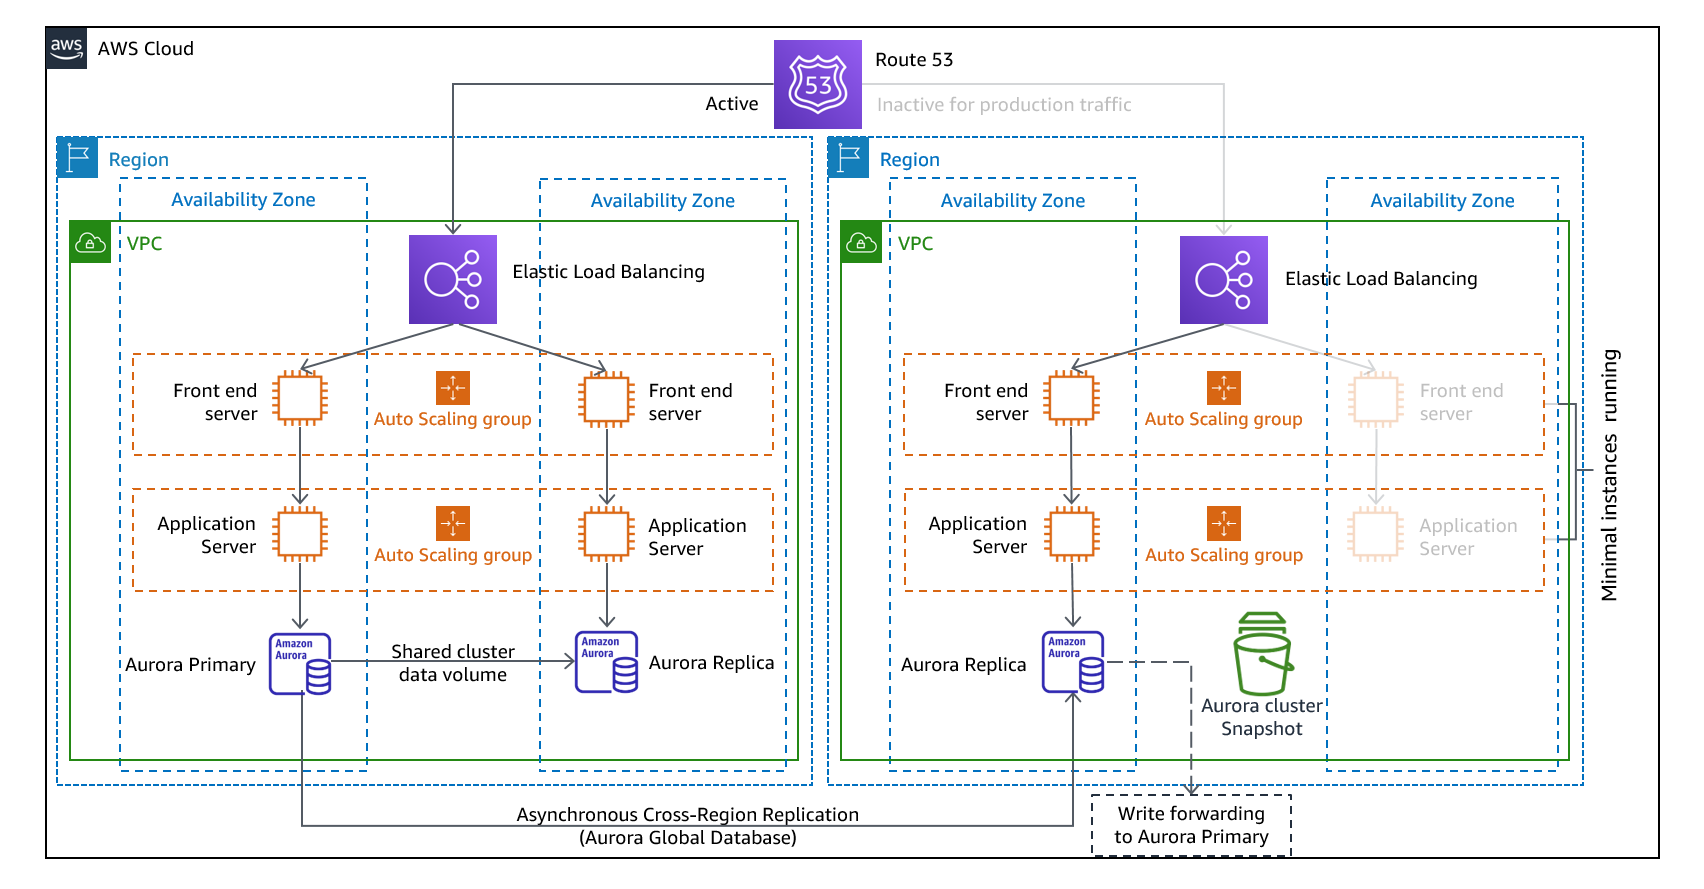 aws
AWS Cloud
53
Route 53
Active
Inactive for production traffic
Region
Availability Zone
Availability Zone
VPC
Elastic Load Balancing
Front end
server
Auto Scaling group
Front end
server
Application
Server
Auto Scaling group
Application
Server
Aurora Primary
Amazon
Aurora
Shared cluster
data volume
Amazon
Aurora
Aurora Replica
Region
Availability Zone
Availability Zone
VPC
Elastic Load Balancing
Front end
server
Auto Scaling group
Front end
server
Application
Server
Auto Scaling group
Application
Server
Minimal instances running
Aurora Replica
Amazon
Aurora
Aurora cluster
Snapshot
Asynchronous Cross-Region Replication
(Aurora Global Database)
Write forwarding
to Aurora Primary